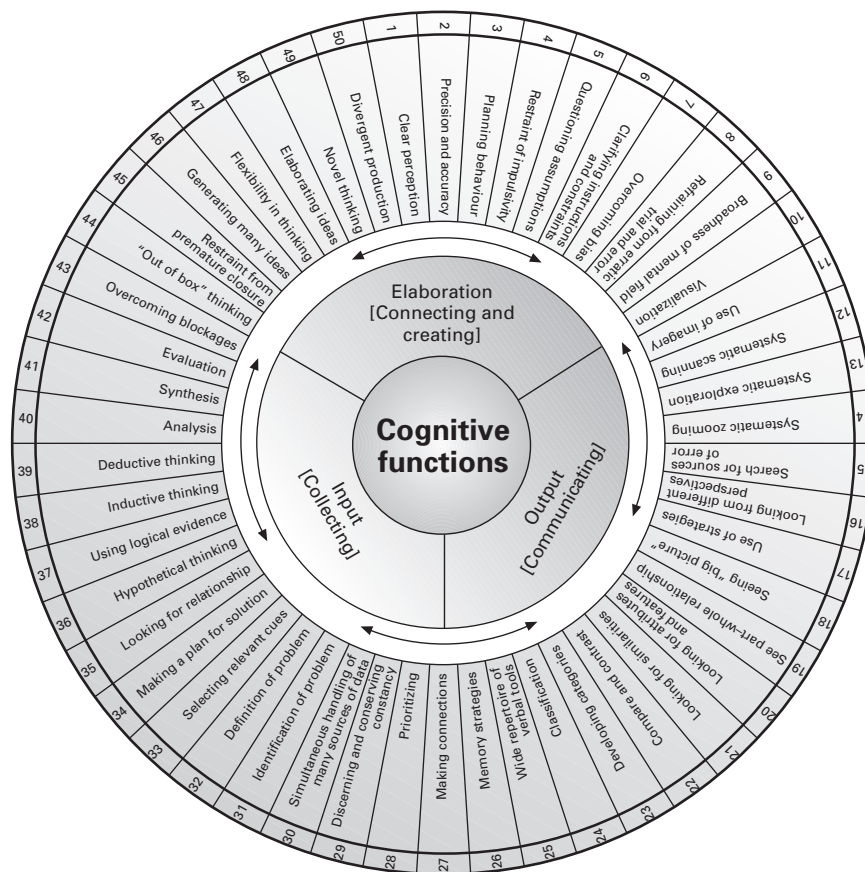 Cognitive
functions
Elaboration
[Connecting and
creating]
Output
[Communicating]
Input
[Collecting]
1
Clear perception
2
Precision and accuracy
3
Planning behaviour
4
Restraint of impulsivity
5
Questioning assumptions
6
Clarifying instructions
and constraints
7
Overcoming bias
8
Refraining from erratic
trial and error
9
Broadness of mental field
10
Visualization
11
Use of imagery
12
Systematic scanning
13
Systematic exploration
4
Systematic zooming
5
Search for sources
of error
16
Looking from different
perspectives
17
Use of strategies
18
Seeing "big picture"
19
See part–whole relationship
20
Looking for attributes
and features
21
Looking for similarities
22
Compare and contrast
23
Developing categories
24
Classification
25
Wide repertoire of
verbal tools
26
Memory strategies
27
Making connections
28
Prioritizing
29
Discerning and conserving
constancy
30
Simultaneous handling of
many sources of data
31
Identification of problem
32
Definition of problem
33
Selecting relevant cues
34
Making a plan for solution
35
Looking for relationship
36
Hypothetical thinking
37
Using logical evidence
38
Inductive thinking
39
Deductive thinking
40
Analysis
41
Synthesis
42
Evaluation
43
Overcoming blockages
44
"Out of box" thinking
45
Restraint from
premature closure
46
Generating many ideas
47
Flexibility in thinking
48
Elaborating ideas
49
Novel thinking
50
Divergent production